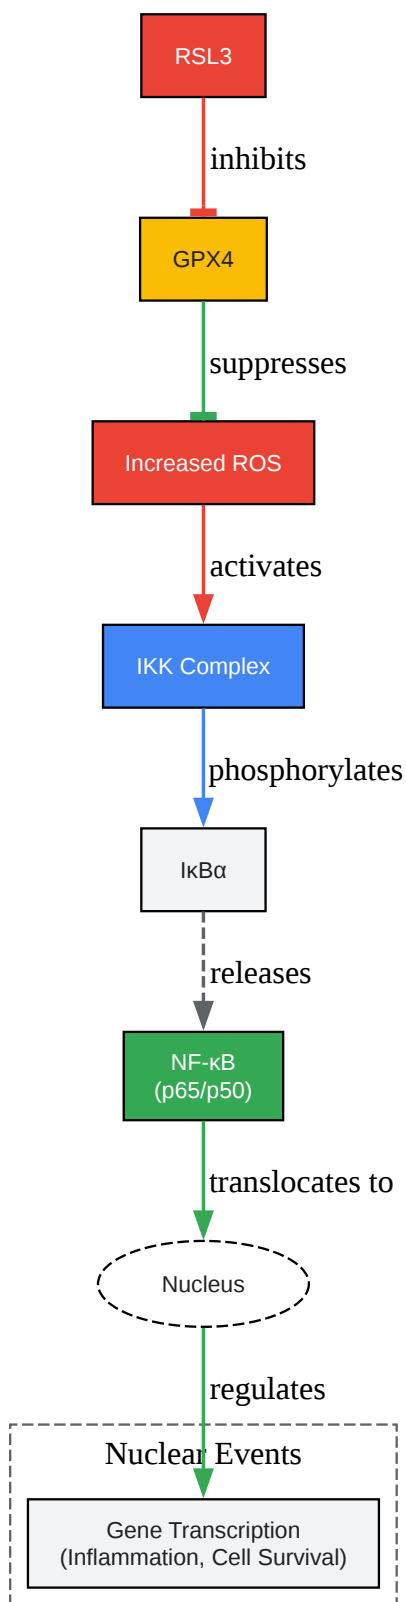 RSL3
inhibits
GPX4
suppresses
Increased ROS
activates
IKK Complex
phosphorylates
IκBα
releases
NF-κB
(p65/p50)
translocates to
Nucleus
regulates
Nuclear Events
Gene Transcription
(Inflammation, Cell Survival)